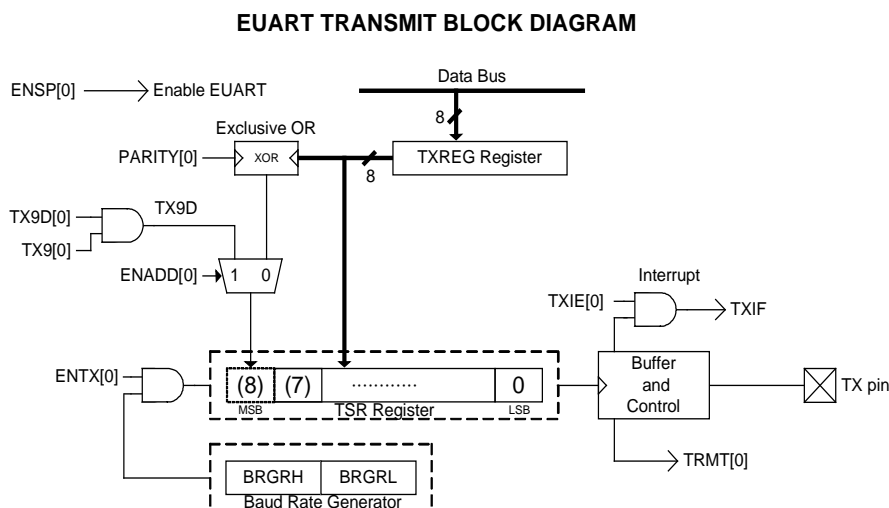 EUART TRANSMIT BLOCK DIAGRAM
Data Bus
ENSP[0]
Enable EUART
8
Exclusive OR
PARITY[0]
XOR
8
TXREG Register
TX9D[0]
TX9D
TX9[0]
ENADD[0]
1 0
Interrupt
TXIE[0]
TXIF
ENTX[0]
(8)
(7)
............
0
MSB
TSR Register
LSB
Buffer
and
Control
TX pin
TRMT[0]
BRGRH
BRGRL
Baud Rate Generator